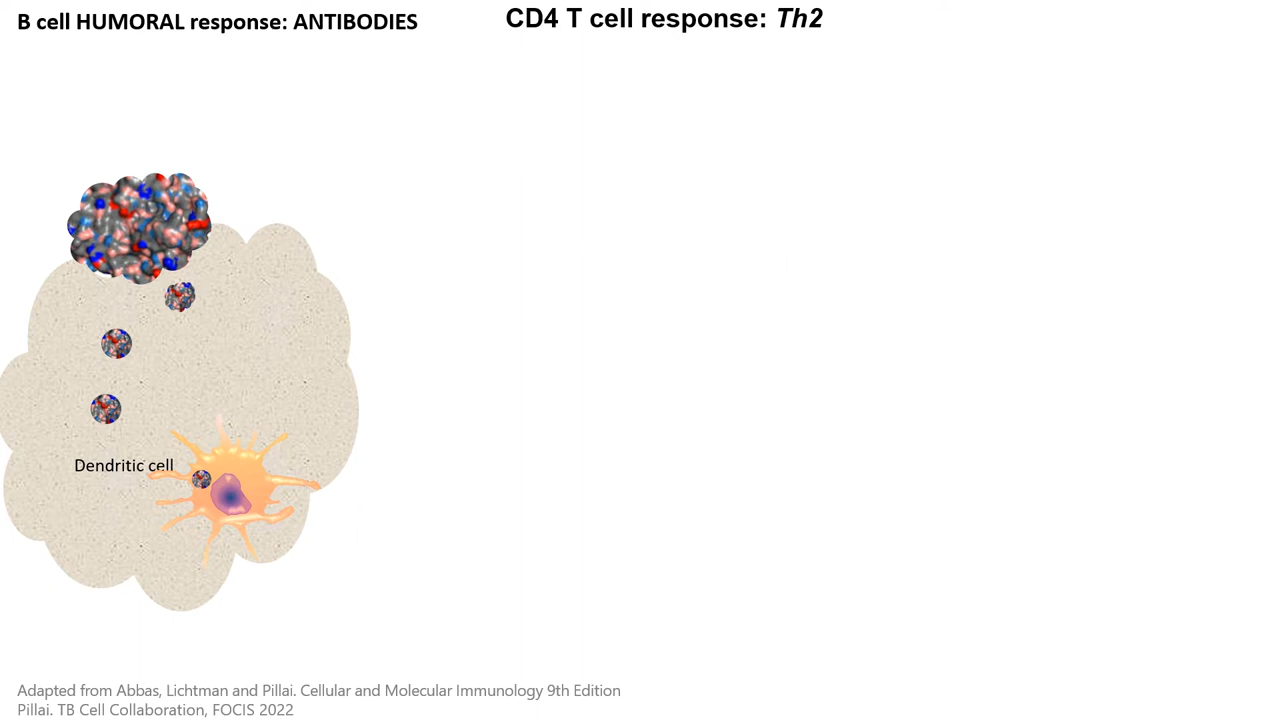 B cell HUMORAL response: ANTIBODIES
CD4 T cell response: Th2
Dendritic cell
Adapted from Abbas, Lichtman and Pillai. Cellular and Molecular Immunology 9th Edition
Pillai. TB Cell Collaboration, FOCIS 2022